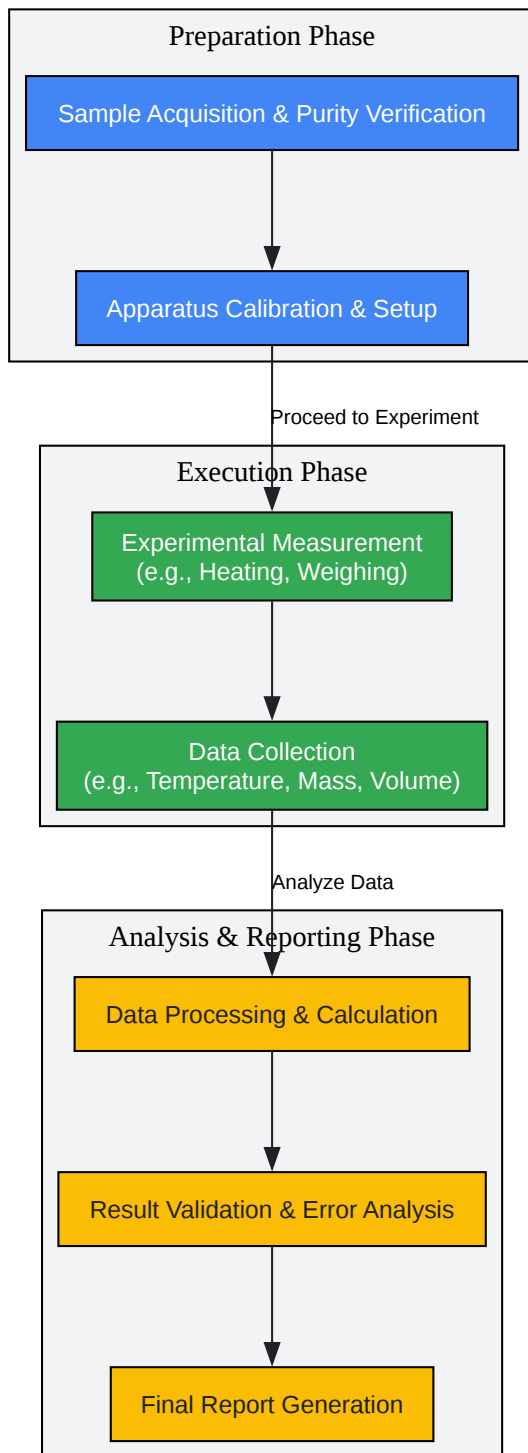 Preparation Phase
Sample Acquisition & Purity Verification
Apparatus Calibration & Setup
Proceed to Experiment
Execution Phase
Experimental Measurement
(e.g., Heating, Weighing)
Data Collection
(e.g., Temperature, Mass, Volume)
Analyze Data
Analysis & Reporting Phase
Data Processing & Calculation
Result Validation & Error Analysis
Final Report Generation